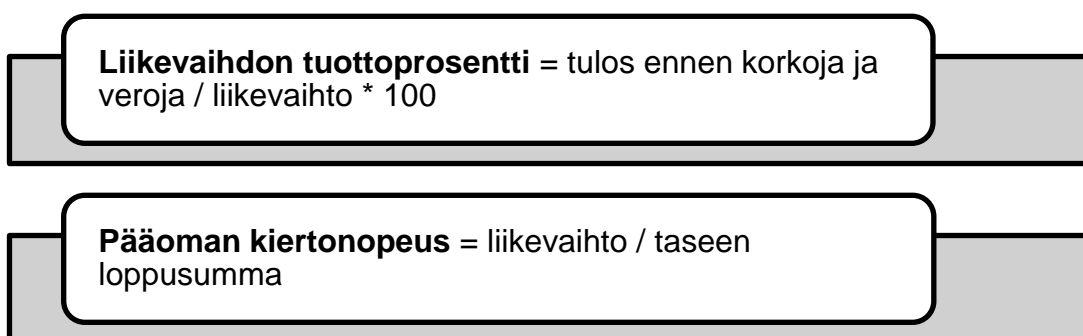 Liikevaihdon tuottoprosentti = tulos ennen korkoja ja
veroja / liikevaihto * 100
Pääoman kiertonopeus = liikevaihto / taseen
loppusumma